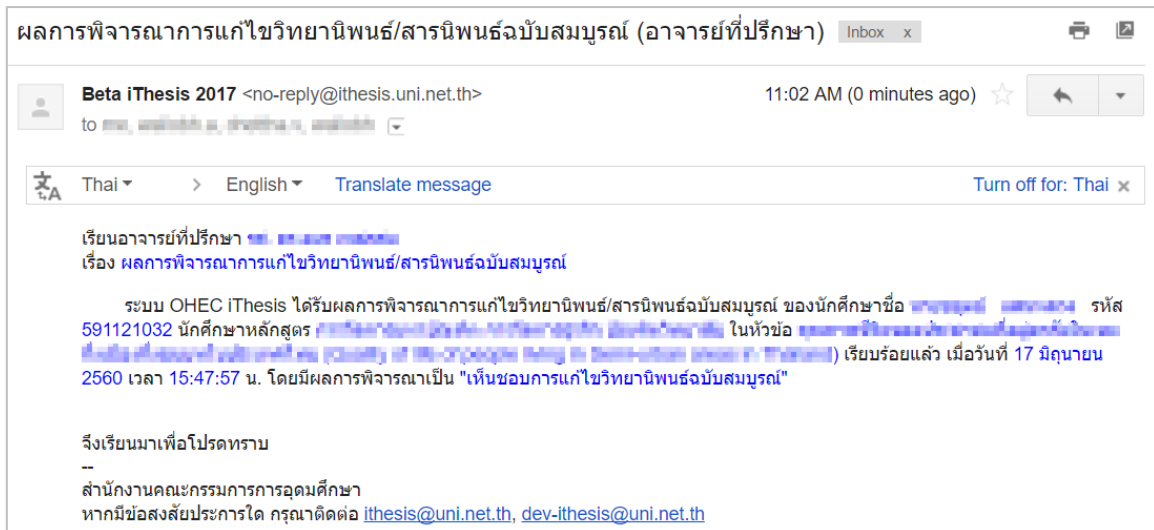 ผลการพิจารณาการแก้ไขวิทยานิพนธ์/สารนิพนธ์ฉบับสมบูรณ์ (อาจารย์ที่ปรึกษา) Inbox x
Beta iThesis 2017 <no-reply@ithesis.uni.net.th> 11:02 AM (0 minutes ago)
to
Thai > English Translate message Turn off for: Thai x
เรียนอาจารย์ที่ปรึกษา
เรื่อง ผลการพิจารณาการแก้ไขวิทยานิพนธ์/สารนิพนธ์ฉบับสมบูรณ์
ระบบ OHEC iThesis ได้รับผลการพิจารณาการแก้ไขวิทยานิพนธ์/สารนิพนธ์ฉบับสมบูรณ์ ของนักศึกษาชื่อ รหัส
591121032 นักศึกษาหลักสูตร ในหัวข้อ
) เรียบร้อยแล้ว เมื่อวันที่ 17 มิถุนายน
2560 เวลา 15:47:57 น. โดยมีผลการพิจารณาเป็น "เห็นชอบการแก้ไขวิทยานิพนธ์ฉบับสมบูรณ์"
จึงเรียนมาเพื่อโปรดทราบ
--
สำนักงานคณะกรรมการการอุดมศึกษา
หากมีข้อสงสัยประการใด กรุณาติดต่อ ithesis@uni.net.th, dev-ithesis@uni.net.th